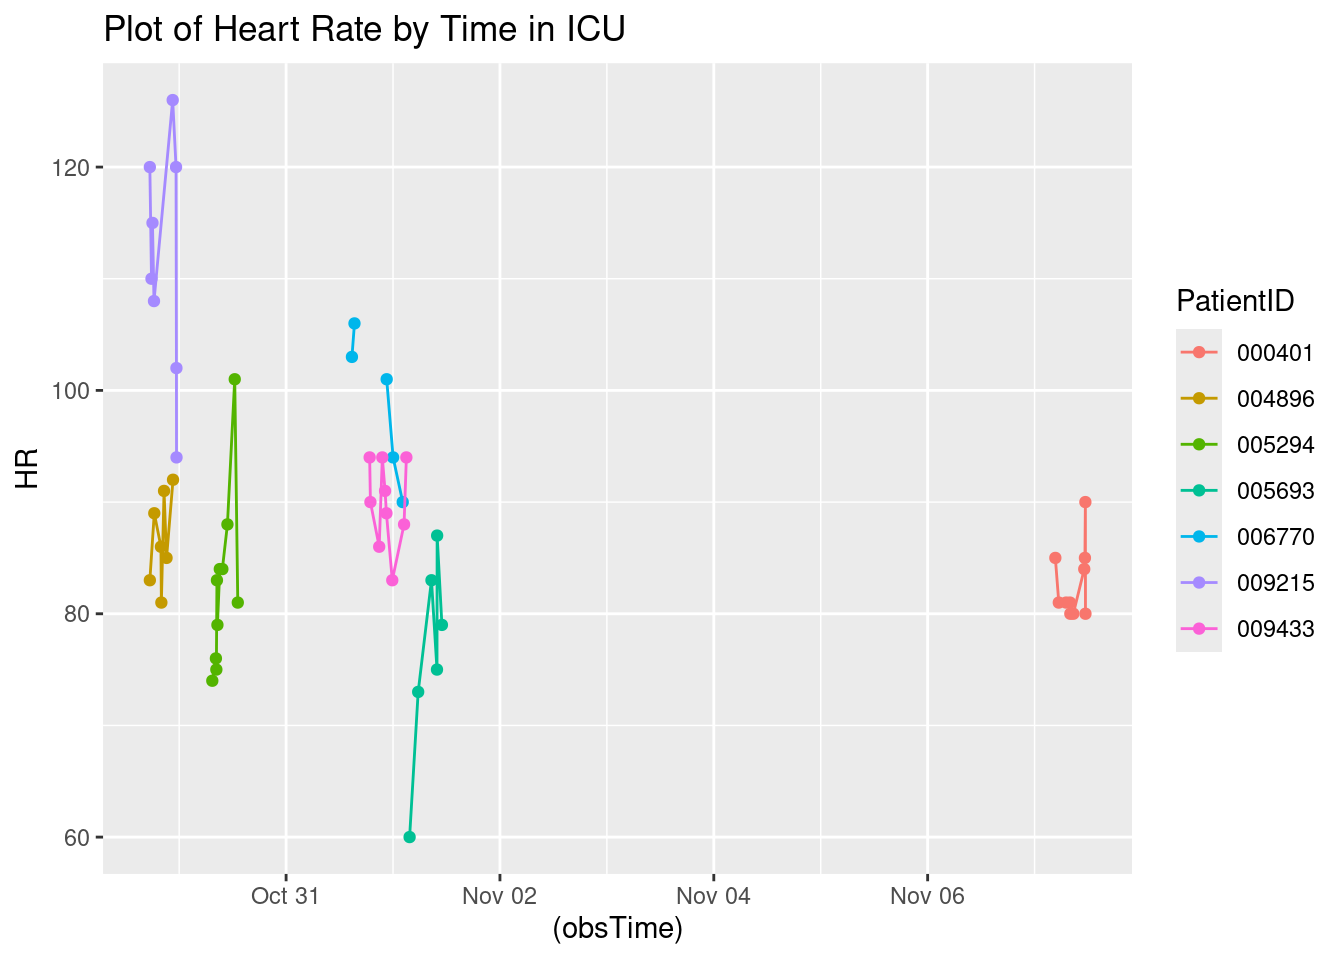 Plot of Heart Rate by Time in ICU
120
100
80
60
HR
Oct 31
Nov 02
Nov 04
Nov 06
(obsTime)
PatientID
000401
004896
005294
005693
006770
009215
009433